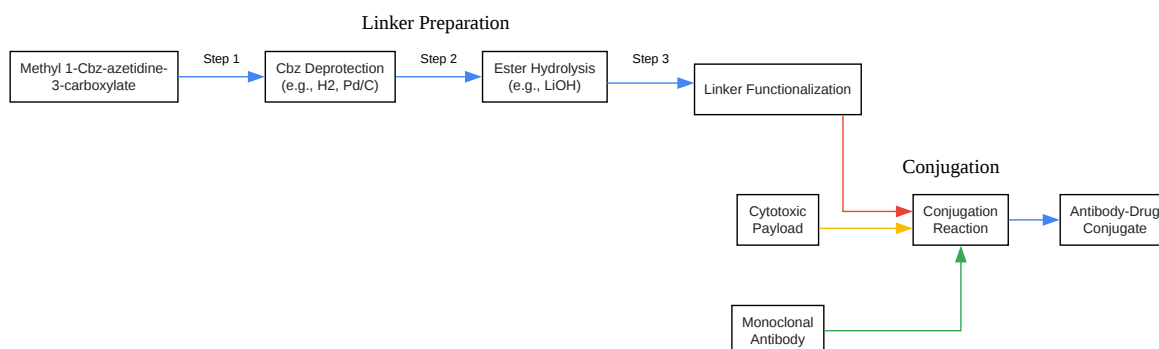 Linker Preparation
Methyl 1-Cbz-azetidine-
3-carboxylate
Step 1
Cbz Deprotection
(e.g., H2, Pd/C)
Step 2
Ester Hydrolysis
(e.g., LiOH)
Step 3
Linker Functionalization
Conjugation
Cytotoxic
Payload
Conjugation
Reaction
Antibody-Drug
Conjugate
Monoclonal
Antibody